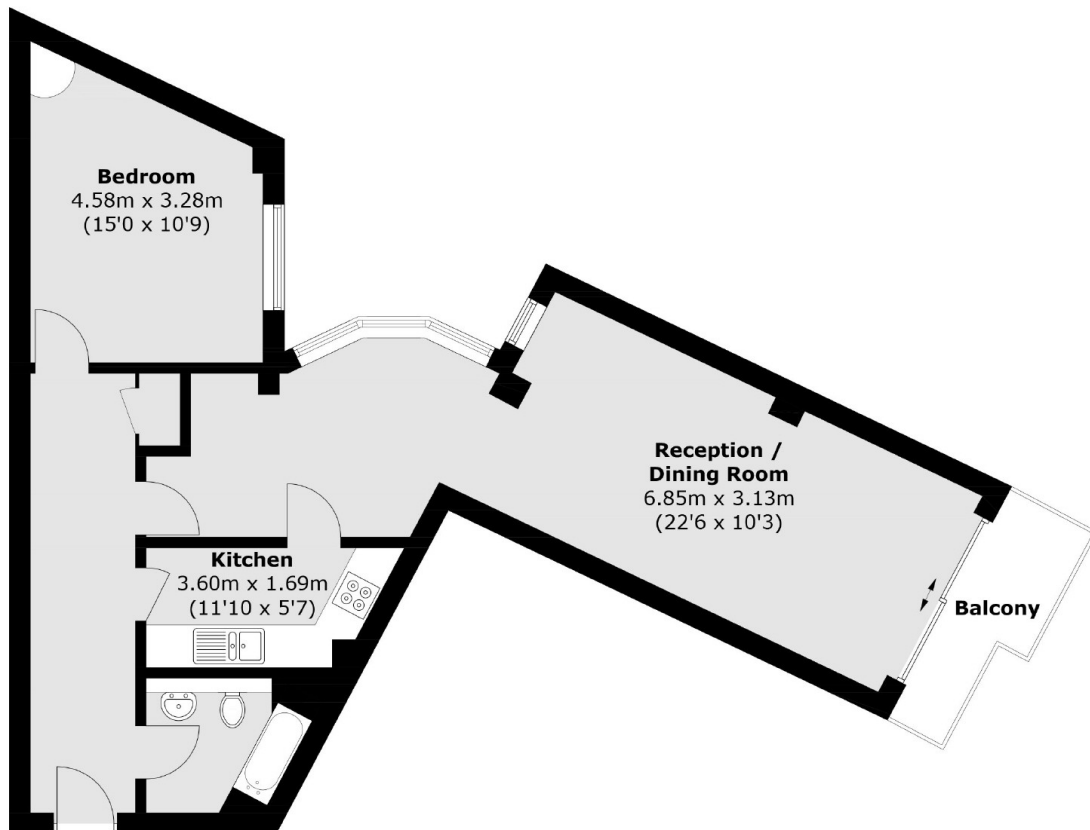 Bedroom
4.58m x 3.28m
(15'0 x 10'9)
Reception /
Dining Room
6.85m x 3.13m
(22'6 x 10'3)
Kitchen
3.60m x 1.69m
(11'10 x 5'7)
Balcony